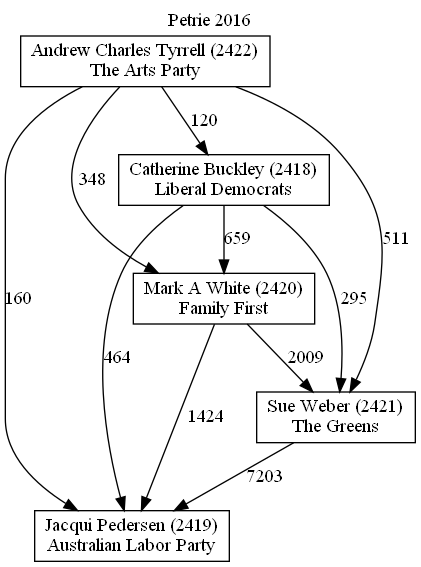 Petrie 2016
Andrew Charles Tyrrell (2422)
The Arts Party
120
Catherine Buckley (2418)
Liberal Democrats
348
659
511
Mark A White (2420)
Family First
160
295
464
2009
1424
Sue Weber (2421)
The Greens
7203
Jacqui Pedersen (2419)
Australian Labor Party